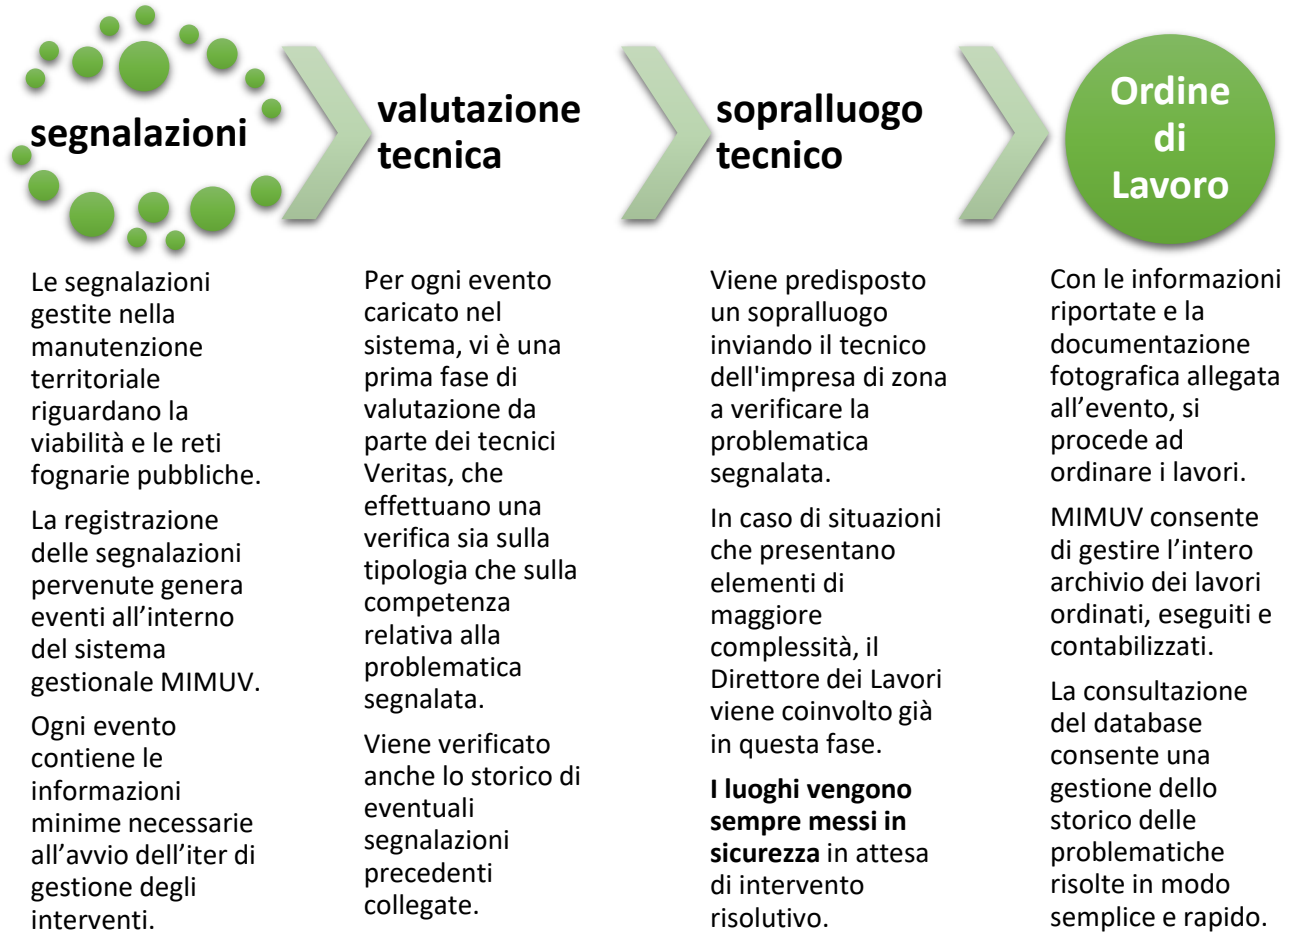 segnalazioni
valutazione
tecnica
sopralluogo
tecnico
Ordine
di
Lavoro
Le segnalazioni
gestite nella
manutenzione
territoriale
riguardano la
viabilità e le reti
fognarie pubbliche.
La registrazione
delle segnalazioni
pervenute genera
eventi all’interno
del sistema
gestionale MIMUV.
Ogni evento
contiene le
informazioni
minime necessarie
all’avvio dell’iter di
gestione degli
interventi.
Per ogni evento
caricato nel
sistema, vi è una
prima fase di
valutazione da
parte dei tecnici
Veritas, che
effettuano una
verifica sia sulla
tipologia che sulla
competenza
relativa alla
problematica
segnalata.
Viene verificato
anche lo storico di
eventuali
segnalazioni
precedenti
collegate.
Viene predisposto
un sopralluogo
inviando il tecnico
dell'impresa di zona
a verificare la
problematica
segnalata.
In caso di situazioni
che presentano
elementi di
maggiore
complessità, il
Direttore dei Lavori
viene coinvolto già
in questa fase.
I luoghi vengono
sempre messi in
sicurezza in attesa
di intervento
risolutivo.
Con le informazioni
riportate e la
documentazione
fotografica allegata
all’evento, si
procede ad
ordinare i lavori.
MIMUV consente
di gestire l’intero
archivio dei lavori
ordinati, eseguiti e
contabilizzati.
La consultazione
del database
consente una
gestione dello
storico delle
problematiche
risolte in modo
semplice e rapido.